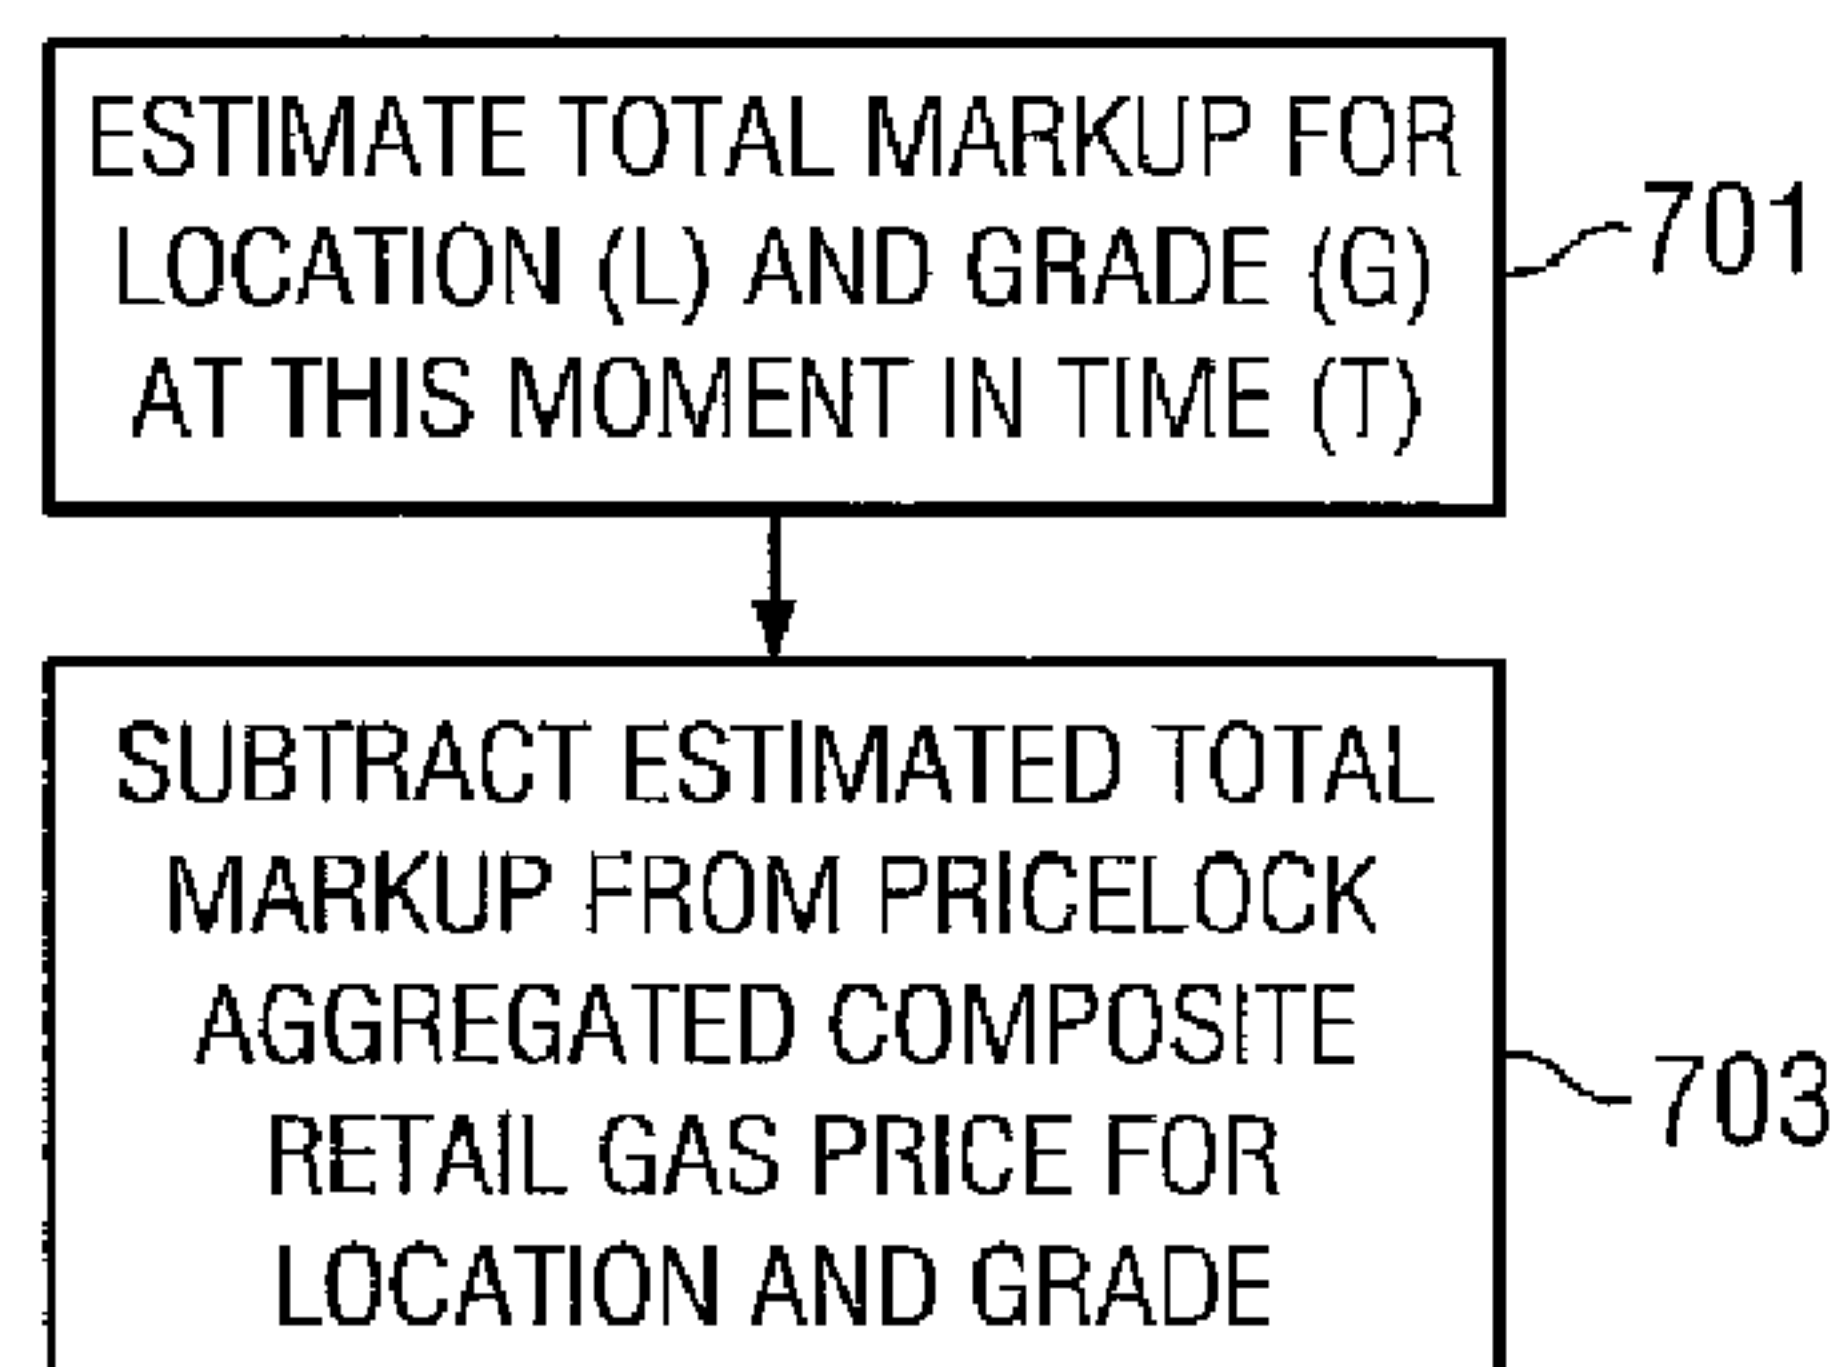 ESTIMATE TOTAL MARKUP FOR
LOCATION (L) AND GRADE (G)
AT THIS MOMENT IN TIME (T)
701
SUBTRACT ESTIMATED TOTAL
MARKUP FROM PRICELOCK
AGGREGATED COMPOSITE
RETAIL GAS PRICE FOR
LOCATION AND GRADE
703